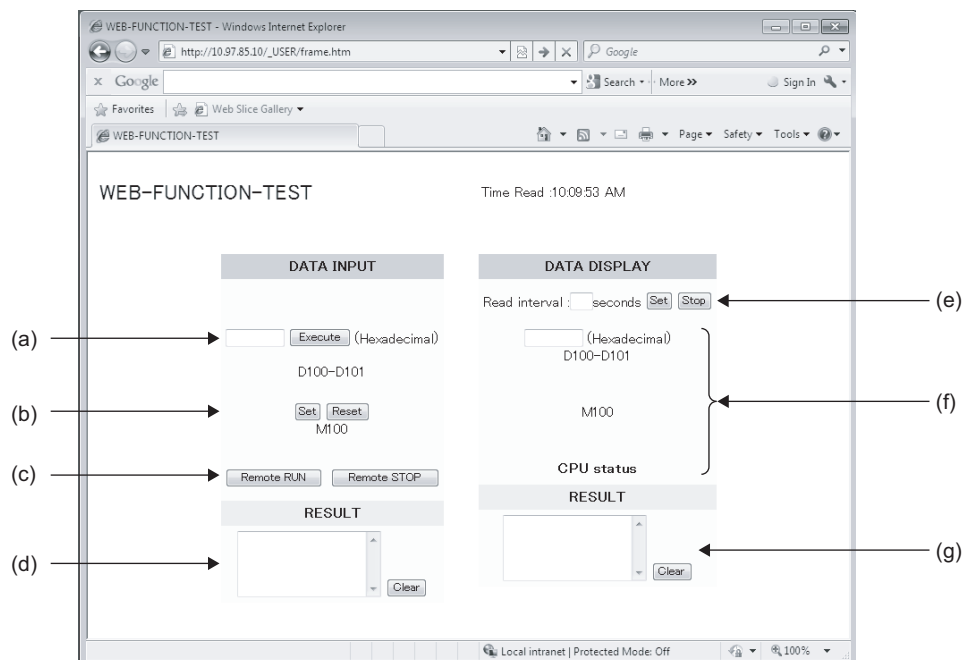 WEB-FUNCTION-TEST - Windows Internet Explorer
http://10.97.85.10/_USER/frame.htm
Google
x Google
Search
More >>
Sign In
Favorites
Web Slice Gallery
WEB-FUNCTION-TEST
Page
Safety
Tools
WEB-FUNCTION-TEST
Time Read :10:09:53 AM
DATA INPUT
DATA DISPLAY
Read interval : seconds Set Stop
(e)
(a)
Execute (Hexadecimal)
(Hexadecimal)
D100-D101
D100-D101
(b)
Set Reset
M100
M100
(f)
(c)
Remote RUN Remote STOP
CPU status
RESULT
RESULT
(d)
Clear
Clear
(g)
Local intranet | Protected Mode: Off
100%